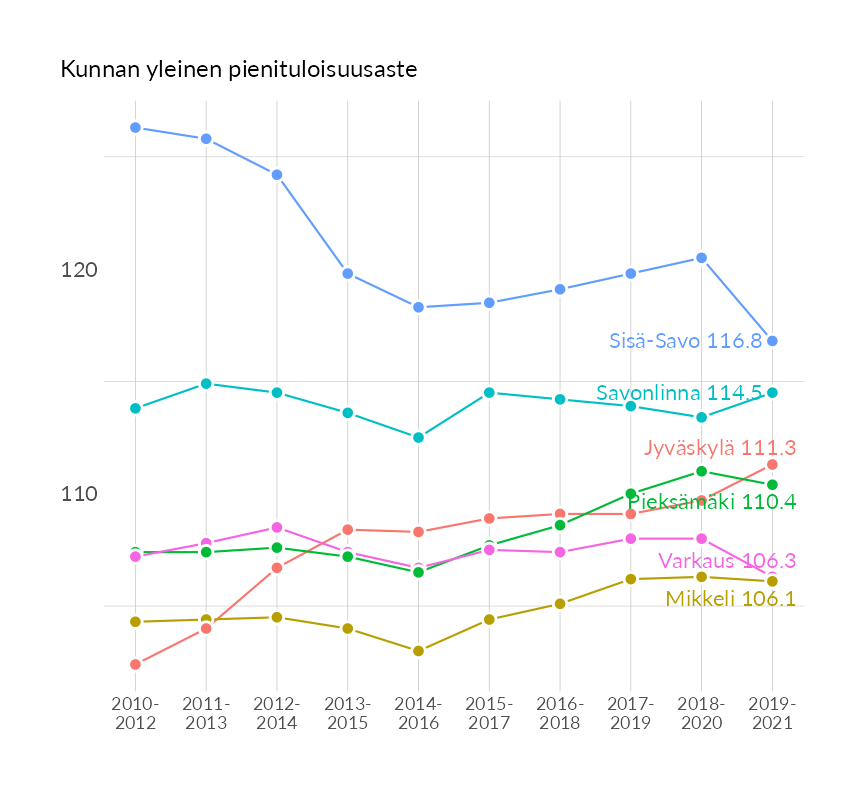 Kunnan yleinen pienituloisuusaste
120
110
Sisä-Savo 116.8
Savonlinna 114.5
Jyväskylä 111.3
Pieksämäki 110.4
Varkaus 106.3
Mikkeli 106.1
2010- 2011- 2012- 2013- 2014- 2015- 2016- 2017- 2018- 2019-
2012 2013 2014 2015 2016 2017 2018 2019 2020 2021